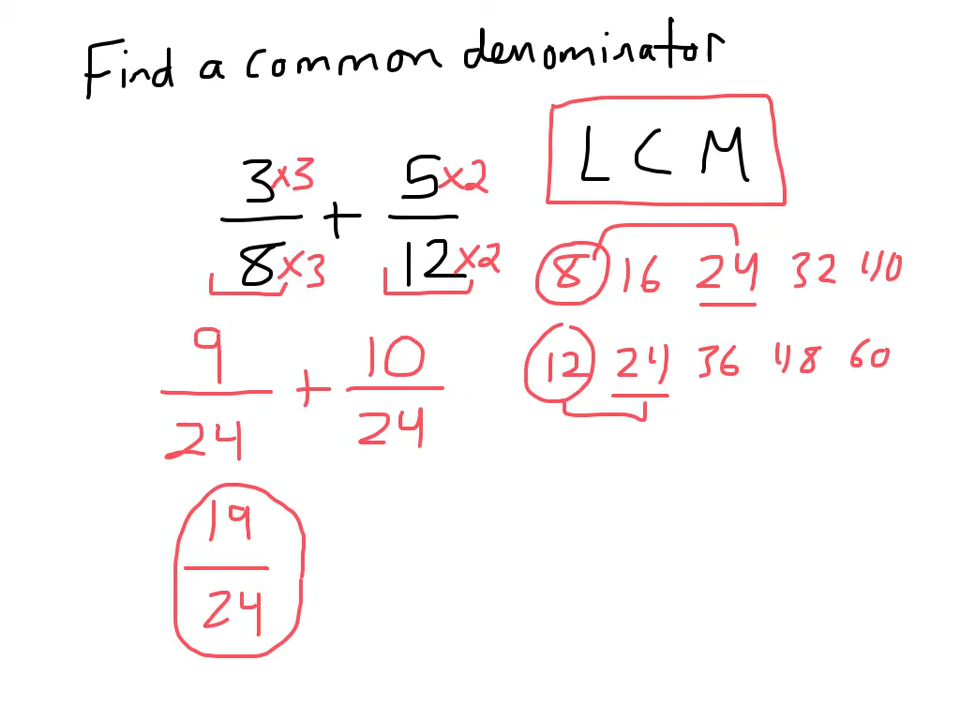 Find a common denominator
LCM
3×3 + 5×2
8×3 12×2
8 16 24 32 40
12 24 36 48 60
9 + 10
24 24
19
24